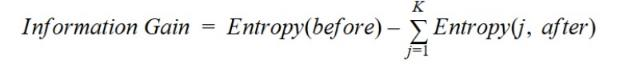 Information Gain = Entropy(before) – ∑_{j=1}^{K} Entropy(j, after)